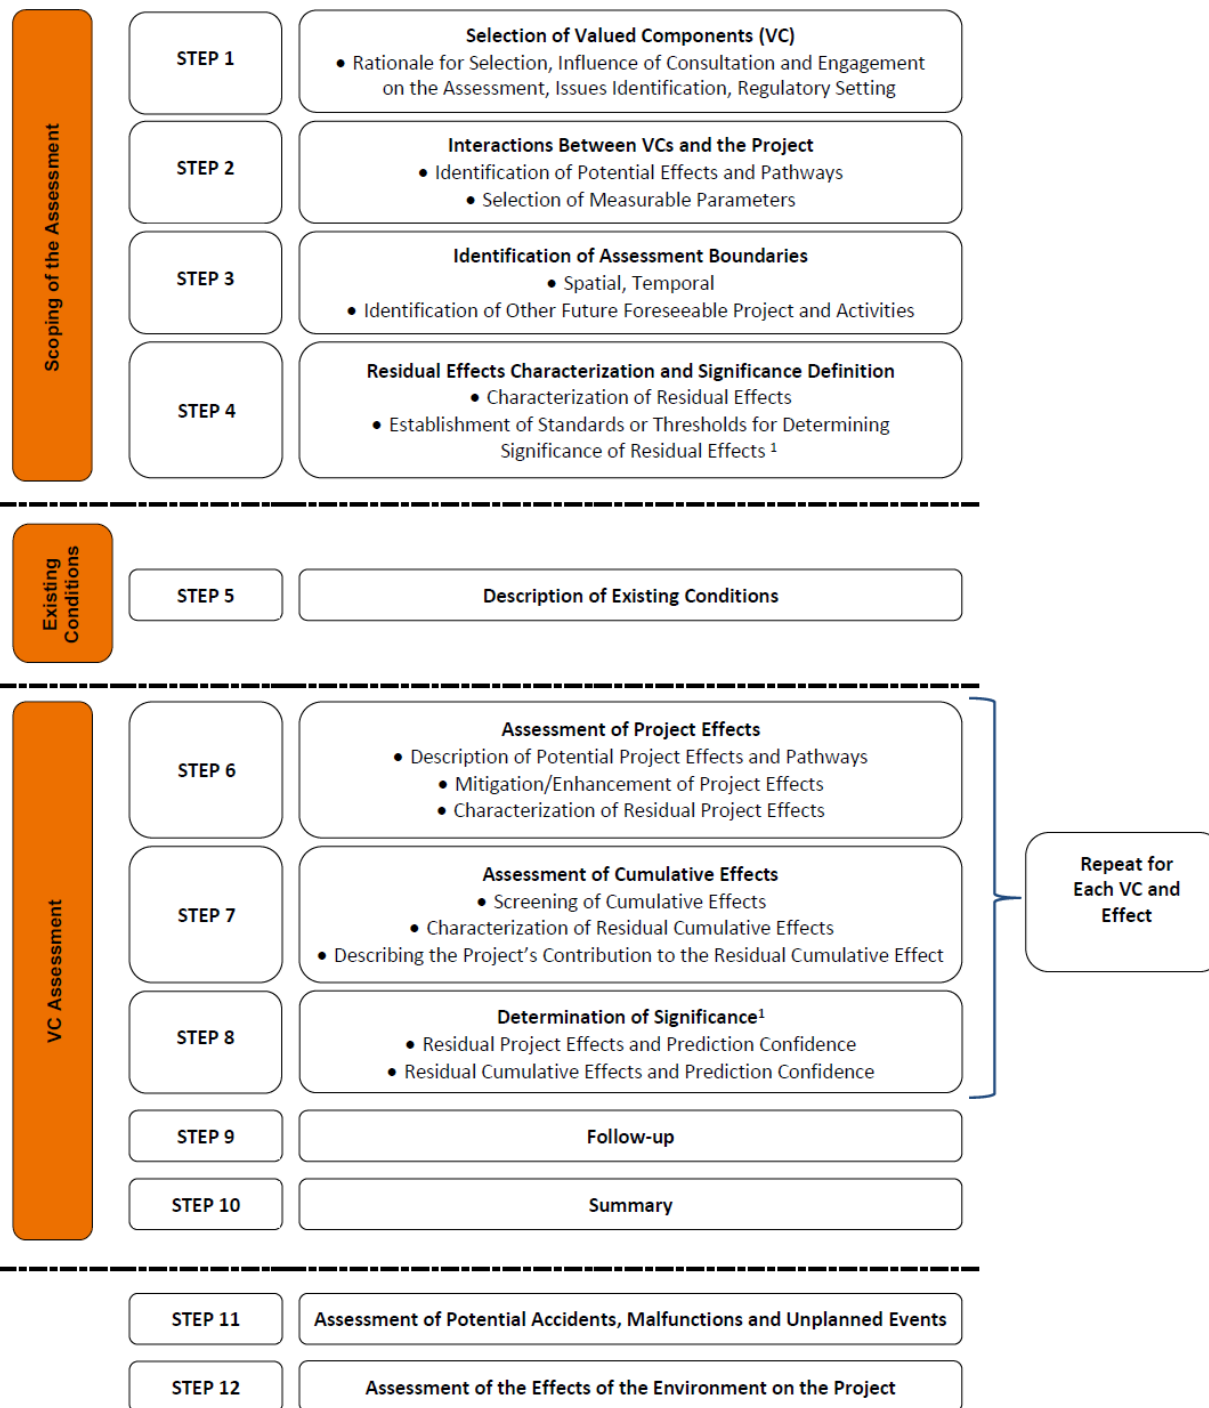 Scoping of the Assessment
STEP 1
Selection of Valued Components (VC)
• Rationale for Selection, Influence of Consultation and Engagement
on the Assessment, Issues Identification, Regulatory Setting
STEP 2
Interactions Between VCs and the Project
• Identification of Potential Effects and Pathways
• Selection of Measurable Parameters
STEP 3
Identification of Assessment Boundaries
• Spatial, Temporal
• Identification of Other Future Foreseeable Project and Activities
STEP 4
Residual Effects Characterization and Significance Definition
• Characterization of Residual Effects
• Establishment of Standards or Thresholds for Determining
Significance of Residual Effects ¹
Existing
Conditions
STEP 5
Description of Existing Conditions
VC Assessment
STEP 6
Assessment of Project Effects
• Description of Potential Project Effects and Pathways
• Mitigation/Enhancement of Project Effects
• Characterization of Residual Project Effects
STEP 7
Assessment of Cumulative Effects
• Screening of Cumulative Effects
• Characterization of Residual Cumulative Effects
• Describing the Project’s Contribution to the Residual Cumulative Effect
STEP 8
Determination of Significance¹
• Residual Project Effects and Prediction Confidence
• Residual Cumulative Effects and Prediction Confidence
Repeat for
Each VC and
Effect
STEP 9
Follow-up
STEP 10
Summary
STEP 11
Assessment of Potential Accidents, Malfunctions and Unplanned Events
STEP 12
Assessment of the Effects of the Environment on the Project